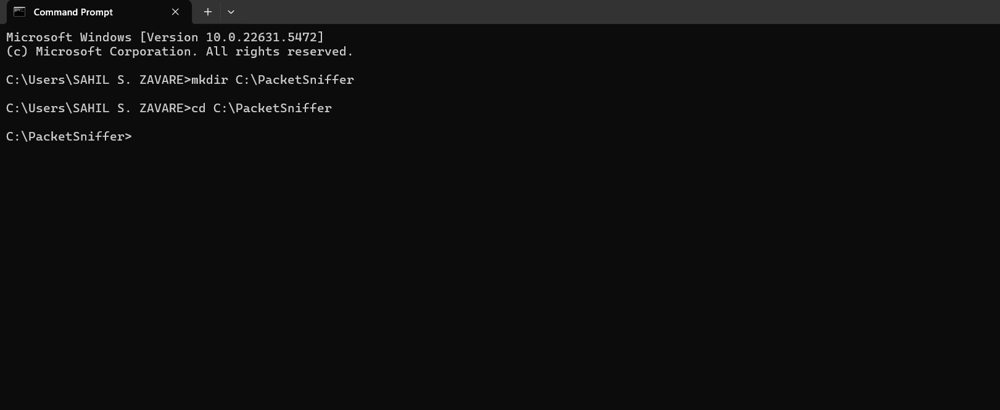 Command Prompt
Microsoft Windows [Version 10.0.22631.5472]
(c) Microsoft Corporation. All rights reserved.
C:\Users\SAHIL S. ZAVARE>mkdir C:\PacketSniffer
C:\Users\SAHIL S. ZAVARE>cd C:\PacketSniffer
C:\PacketSniffer>